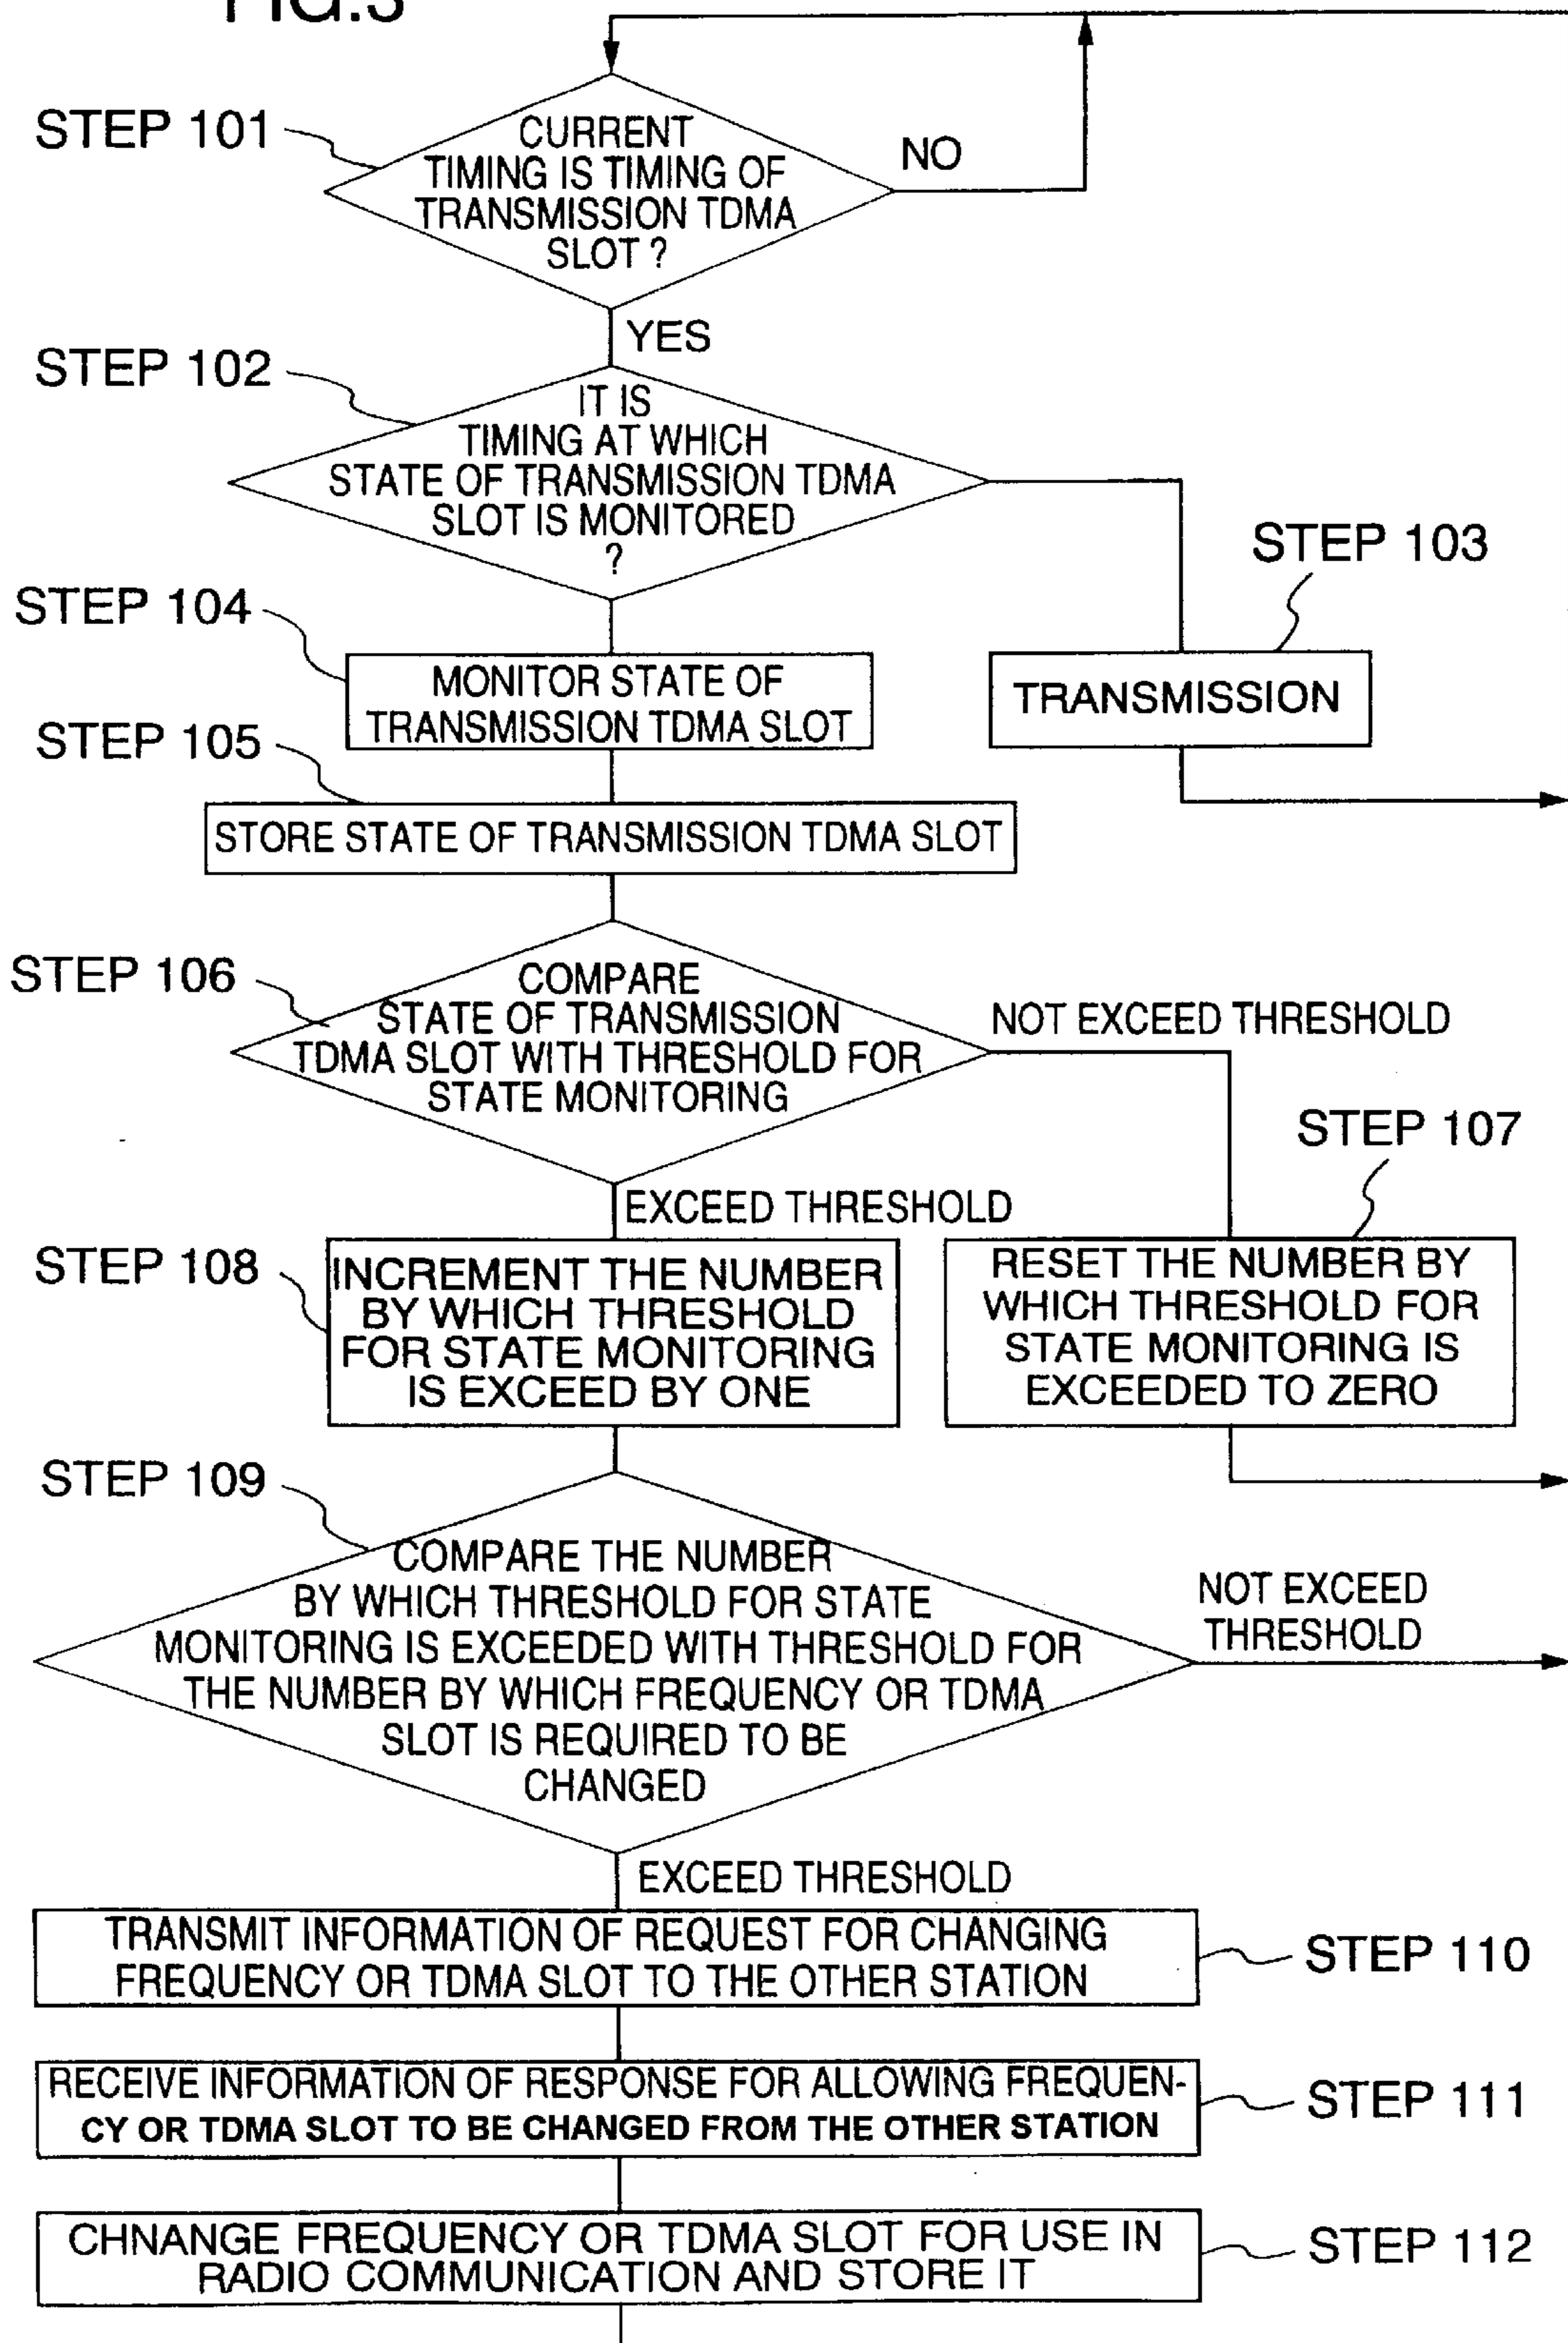 FIG.3
STEP 101
CURRENT
TIMING IS TIMING OF
TRANSMISSION TDMA
SLOT ?
NO
YES
STEP 102
IT IS
TIMING AT WHICH
STATE OF TRANSMISSION TDMA
SLOT IS MONITORED
?
STEP 103
TRANSMISSION
STEP 104
MONITOR STATE OF
TRANSMISSION TDMA SLOT
STEP 105
STORE STATE OF TRANSMISSION TDMA SLOT
STEP 106
COMPARE
STATE OF TRANSMISSION
TDMA SLOT WITH THRESHOLD FOR
STATE MONITORING
NOT EXCEED THRESHOLD
STEP 107
EXCEED THRESHOLD
RESET THE NUMBER BY
WHICH THRESHOLD FOR
STATE MONITORING IS
EXCEEDED TO ZERO
STEP 108
INCREMENT THE NUMBER
BY WHICH THRESHOLD
FOR STATE MONITORING
IS EXCEED BY ONE
STEP 109
COMPARE THE NUMBER
BY WHICH THRESHOLD FOR STATE
MONITORING IS EXCEEDED WITH THRESHOLD FOR
THE NUMBER BY WHICH FREQUENCY OR TDMA
SLOT IS REQUIRED TO BE
CHANGED
NOT EXCEED
THRESHOLD
EXCEED THRESHOLD
TRANSMIT INFORMATION OF REQUEST FOR CHANGING
FREQUENCY OR TDMA SLOT TO THE OTHER STATION
STEP 110
RECEIVE INFORMATION OF RESPONSE FOR ALLOWING FREQUEN-
CY OR TDMA SLOT TO BE CHANGED FROM THE OTHER STATION
STEP 111
CHNANGE FREQUENCY OR TDMA SLOT FOR USE IN
RADIO COMMUNICATION AND STORE IT
STEP 112